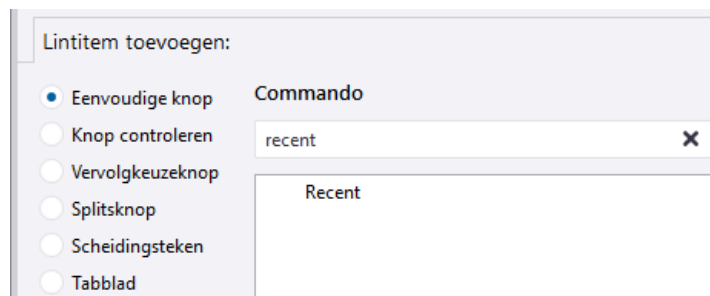 Lintitem toevoegen:
Eenvoudige knop
Knop controleren
Vervolgkeuzeknop
Splitsknop
Scheidingsteken
Tabblad
Commando
recent
Recent